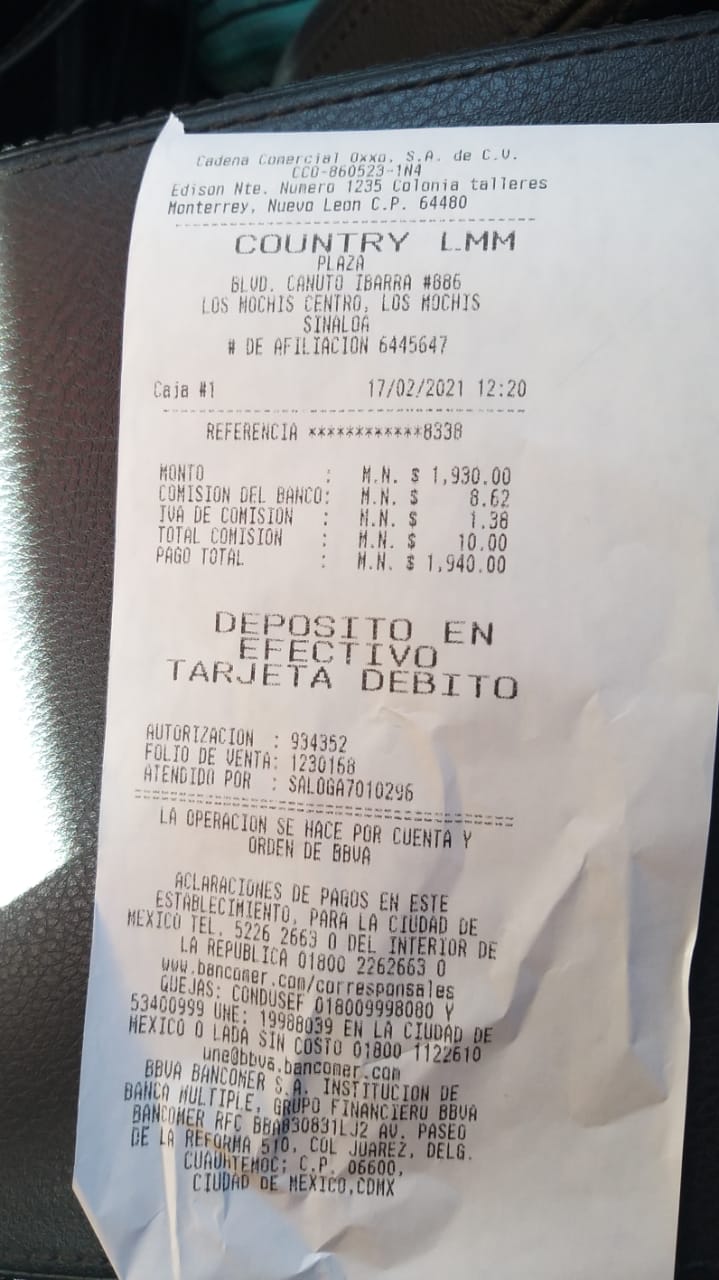 Cadena Comercial Oxxo, S.A. de C.V.
CCO-860523-1N4
Edison Nte. Numero 1235 Colonia talleres
Monterrey, Nuevo Leon C.P. 64480
COUNTRY LMM
PLAZA
BLVD. CANUTO IBARRA #886
LOS MOCHIS CENTRO, LOS MOCHIS
SINALOA
# DE AFILIACION 6445647
Caja #1 17/02/2021 12:20
REFERENCIA ************8338
MONTO : M.N. $ 1,930.00
COMISION DEL BANCO: M.N. $ 8.62
IVA DE COMISION : M.N. $ 1.38
TOTAL COMISION : M.N. $ 10.00
PAGO TOTAL : M.N. $ 1,940.00
DEPOSITO EN
EFECTIVO
TARJETA DEBITO
AUTORIZACION : 934352
FOLIO DE VENTA: 1230168
ATENDIDO POR : SALOGA7010296
LA OPERACION SE HACE POR CUENTA Y
ORDEN DE BBVA
ACLARACIONES DE PAGOS EN ESTE
ESTABLECIMIENTO, PARA LA CIUDAD DE
MEXICO TEL. 5226 2663 O DEL INTERIOR DE
LA REPUBLICA 01800 2262663 O
www.bancomer.com/corresponsales
QUEJAS: CONDUSEF 018009998080 Y
53400999 UNE: 19988039 EN LA CIUDAD DE
MEXICO O LADA SIN COSTO 01800 1122610
une@bbva.bancomer.com
BBVA BANCOMER S.A. INSTITUCION DE
BANCA MULTIPLE, GRUPO FINANCIERO BBVA
BANCOMER RFC BBA830831LJ2 AV. PASEO
DE LA REFORMA 510, COL JUAREZ, DELG.
CUAUHTEMOC; C.P. 06600,
CIUDAD DE MEXICO,CDMX